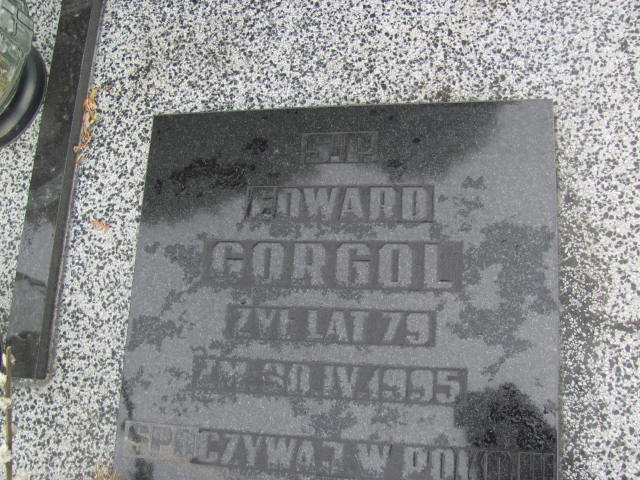 Ś.P.
EDWARD
GORGOL
ŻYŁ LAT 79
ZM. 30.IV.1995
SPOCZYWAJ W POKOJU